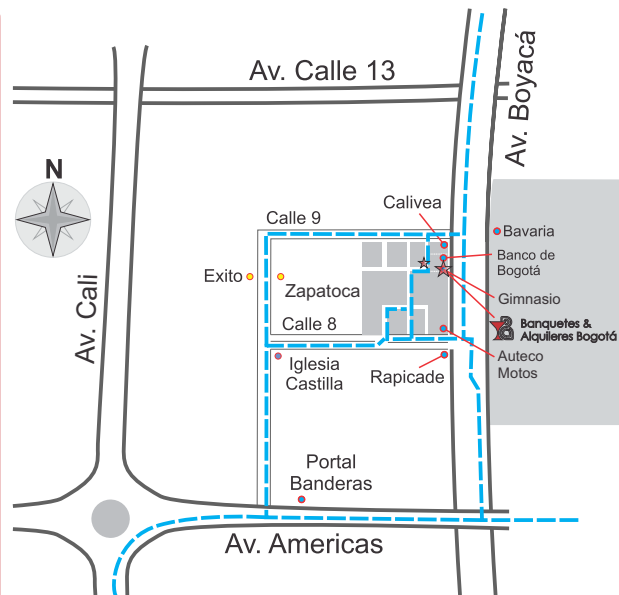 Av. Calle 13
Av. Boyacá
N
Calivea
Calle 9
Bavaria
Banco de
Bogotá
Exito
Zapatoca
Gimnasio
Av. Cali
Calle 8
Banquetes &
Alquileres Bogotá
Iglesia
Castilla
Rapicade
Auteco
Motos
Portal
Banderas
Av. Americas